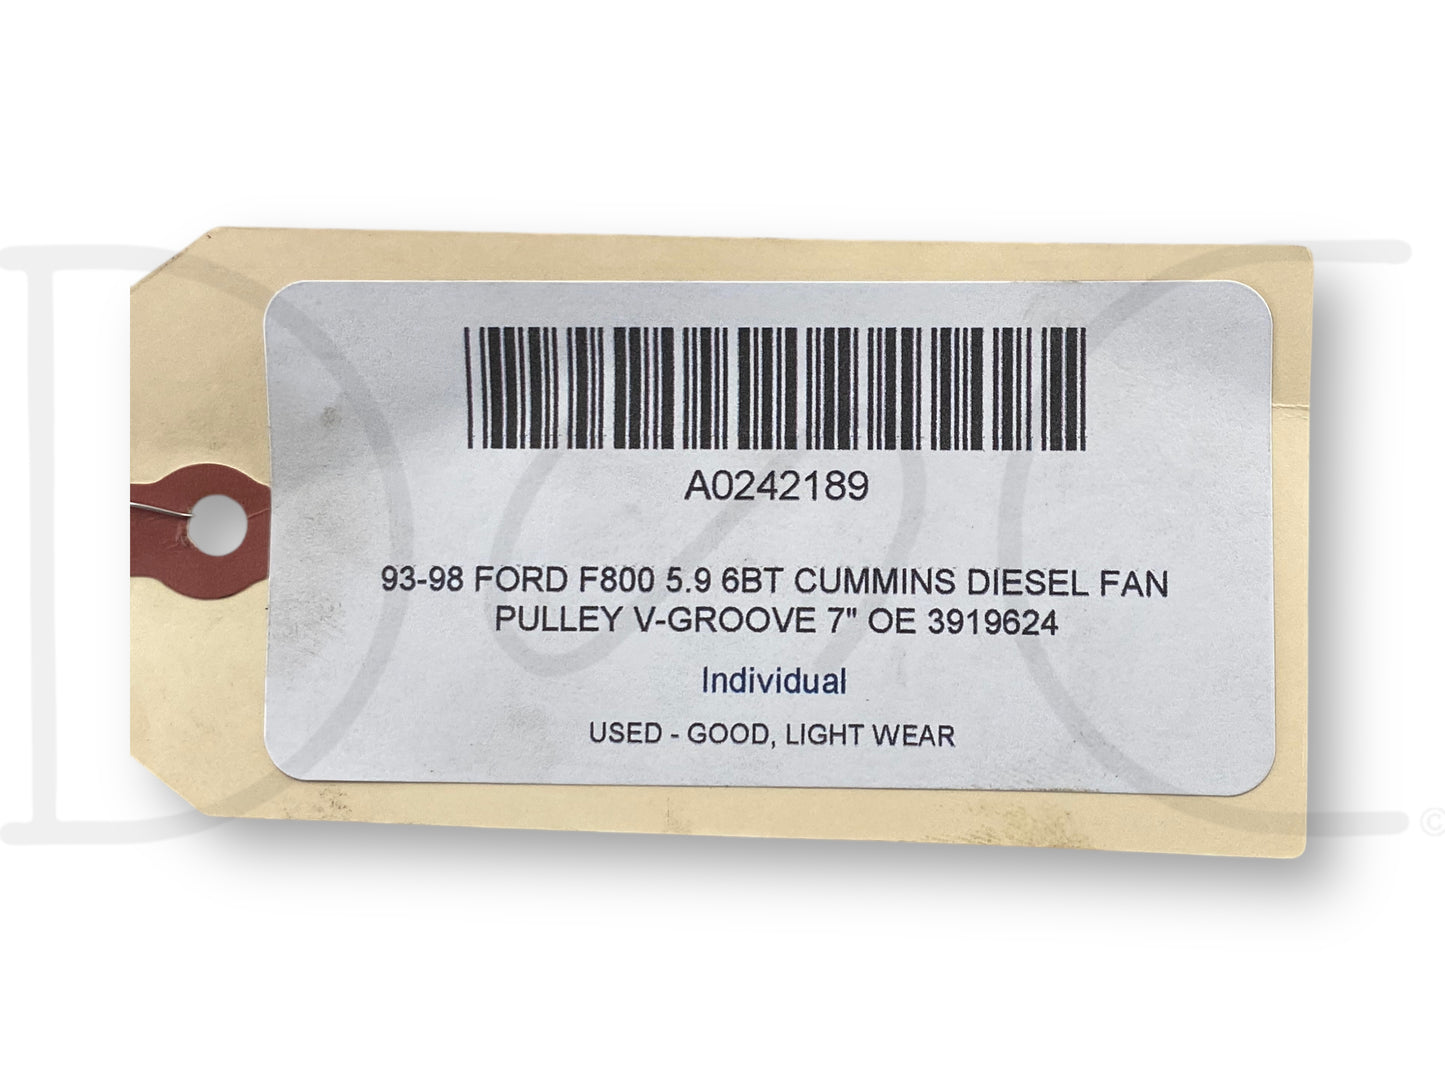 A0242189
93-98 FORD F800 5.9 6BT CUMMINS DIESEL FAN
PULLEY V-GROOVE 7" OE 3919624
Individual
USED - GOOD, LIGHT WEAR
D C
©